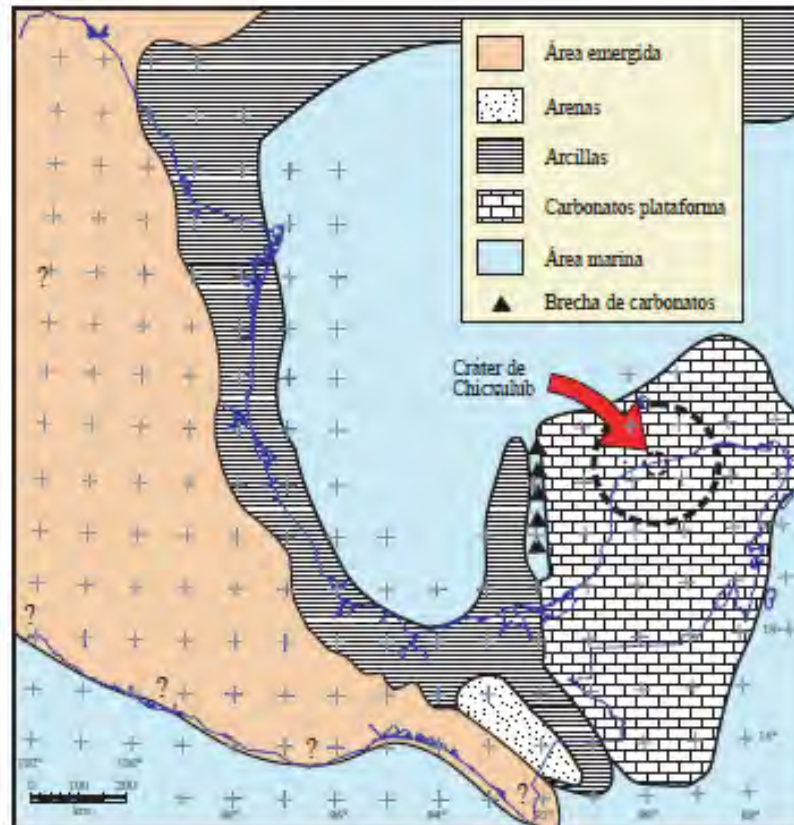 Área emergida
Arenas
Arcillas
Carbonatos plataforma
Área marina
Brecha de carbonatos
Cráter de
Chicxulub
?
?
?
?
?
0 100 200
km